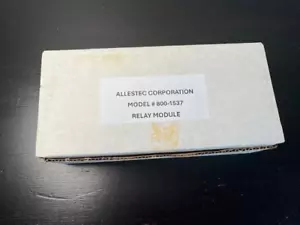 ALLESTEC CORPORATION
MODEL # 800-1537
RELAY MODULE